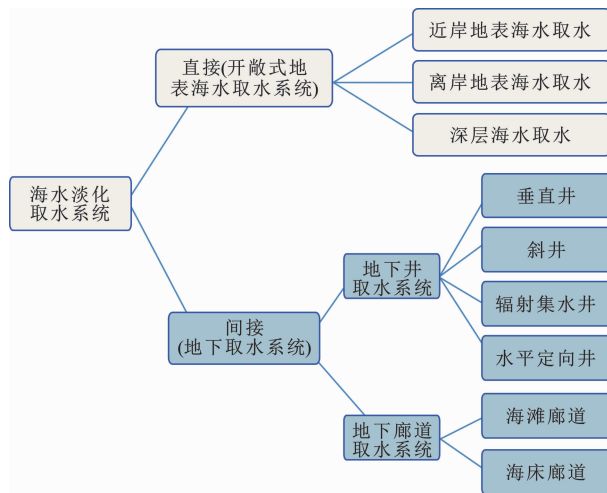 近岸地表海水取水
直接(开敞式地
表海水取水系统)
离岸地表海水取水
深层海水取水
海水淡化
取水系统
垂直井
地下井
取水系统
斜井
间接
(地下取水系统)
辐射集水井
水平定向井
地下廊道
取水系统
海滩廊道
海床廊道